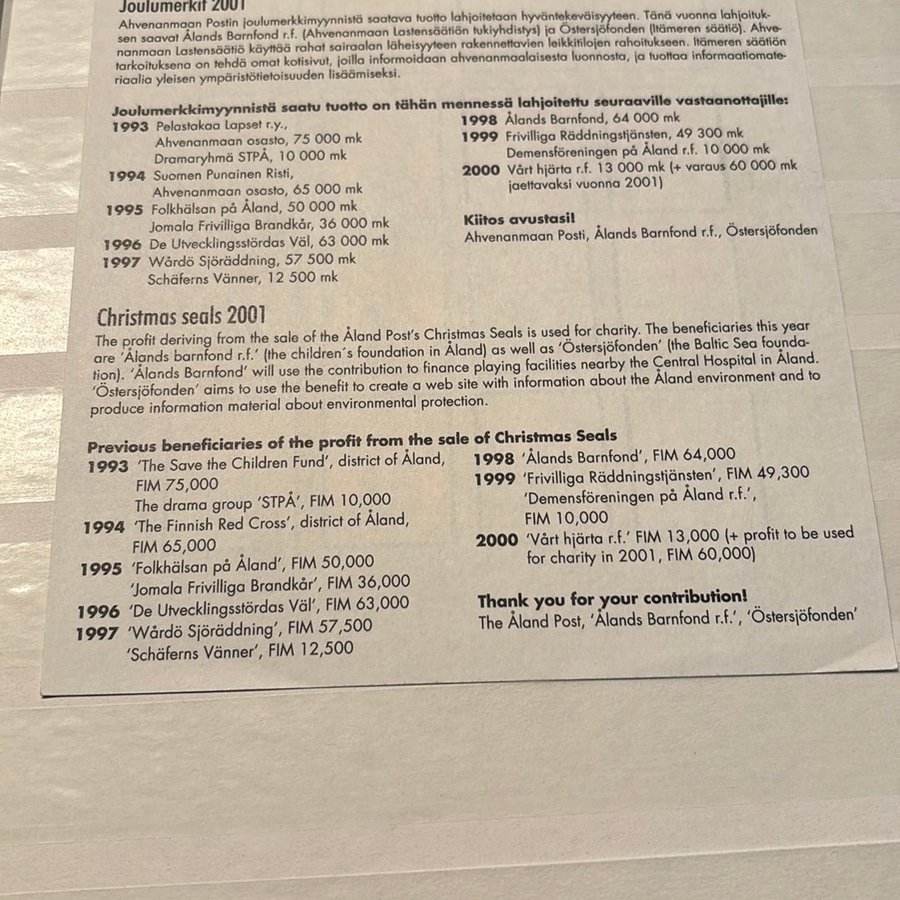 Joulumerkit 2001
Ahvenanmaan Postin joulumerkkimyynnistä saatava tuotto lahjoitetaan hyväntekeväisyyteen. Tänä vuonna lahjoituk-
sen saavat Ålands Barnfond r.f. (Ahvenanmaan Lastensäätiön tukiyhdistys) ja Östersjöfonden (Itämeren säätiö). Ahve-
nanmaan Lastensäätiö käyttää rahat sairaalan läheisyyteen rakennettavien leikkitilojen rahoitukseen. Itämeren säätiön
tarkoituksena on tehdä omat kotisivut, joilla informoidaan ahvenanmaalaisesta luonnosta, ja tuottaa informaatiomate-
riaalia yleisen ympäristötietoisuuden lisäämiseksi.
Joulumerkkimyynnistä saatu tuotto on tähän mennessä lahjoitettu seuraaville vastaanottajille:
1993 Pelastakaa Lapset r.y.,
Ahvenanmaan osasto, 75 000 mk
Dramaryhmä STPÅ, 10 000 mk
1994 Suomen Punainen Risti,
Ahvenanmaan osasto, 65 000 mk
1995 Folkhälsan på Åland, 50 000 mk
Jomala Frivilliga Brandkår, 36 000 mk
1996 De Utvecklingsstördas Väl, 63 000 mk
1997 Wårdö Sjöräddning, 57 500 mk
Schäferns Vänner, 12 500 mk
1998 Ålands Barnfond, 64 000 mk
1999 Frivilliga Räddningstjänsten, 49 300 mk
Demensföreningen på Åland r.f. 10 000 mk
2000 Vårt hjärta r.f. 13 000 mk (+ varaus 60 000 mk
jaettavaksi vuonna 2001)
Kiitos avustasi!
Ahvenanmaan Posti, Ålands Barnfond r.f., Östersjöfonden
Christmas seals 2001
The profit deriving from the sale of the Åland Post's Christmas Seals is used for charity. The beneficiaries this year
are 'Ålands barnfond r.f.' (the children´s foundation in Åland) as well as 'Östersjöfonden' (the Baltic Sea founda-
tion). 'Ålands Barnfond' will use the contribution to finance playing facilities nearby the Central Hospital in Åland.
'Östersjöfonden' aims to use the benefit to create a web site with information about the Åland environment and to
produce information material about environmental protection.
Previous beneficiaries of the profit from the sale of Christmas Seals
1993 'The Save the Children Fund', district of Åland,
FIM 75,000
The drama group 'STPÅ', FIM 10,000
1994 'The Finnish Red Cross', district of Åland,
FIM 65,000
1995 'Folkhälsan på Åland', FIM 50,000
'Jomala Frivilliga Brandkår', FIM 36,000
1996 'De Utvecklingsstördas Väl', FIM 63,000
1997 'Wårdö Sjöräddning', FIM 57,500
'Schäferns Vänner', FIM 12,500
1998 'Ålands Barnfond', FIM 64,000
1999 'Frivilliga Räddningstjänsten', FIM 49,300
'Demensföreningen på Åland r.f.',
FIM 10,000
2000 'Vårt hjärta r.f.' FIM 13,000 (+ profit to be used
for charity in 2001, FIM 60,000)
Thank you for your contribution!
The Åland Post, 'Ålands Barnfond r.f.', 'Östersjöfonden'